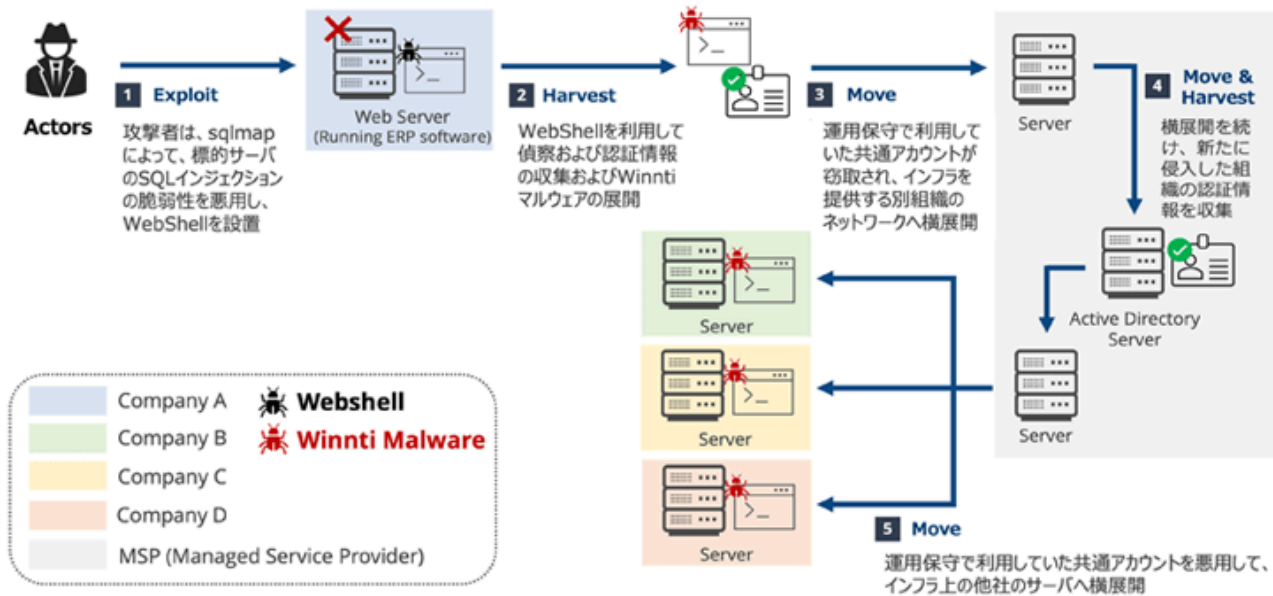 Actors
1 Exploit
攻撃者は、sqlmap
によって、標的サーバ
のSQLインジェクション
の脆弱性を悪用し、
WebShellを設置
Web Server
(Running ERP software)
2 Harvest
WebShellを利用して
偵察および認証情報
の収集およびWinnti
マルウェアの展開
3 Move
運用保守で利用して
いた共通アカウントが
窃取され、インフラを
提供する別組織の
ネットワークへ横展開
Server
4 Move &
Harvest
横展開を続
け、新たに
侵入した組
織の認証情
報を収集
Active Directory
Server
Server
Server
Server
Server
5 Move
運用保守で利用していた共通アカウントを悪用して、
インフラ上の他社のサーバへ横展開
Company A
Company B
Company C
Company D
MSP (Managed Service Provider)
Webshell
Winnti Malware